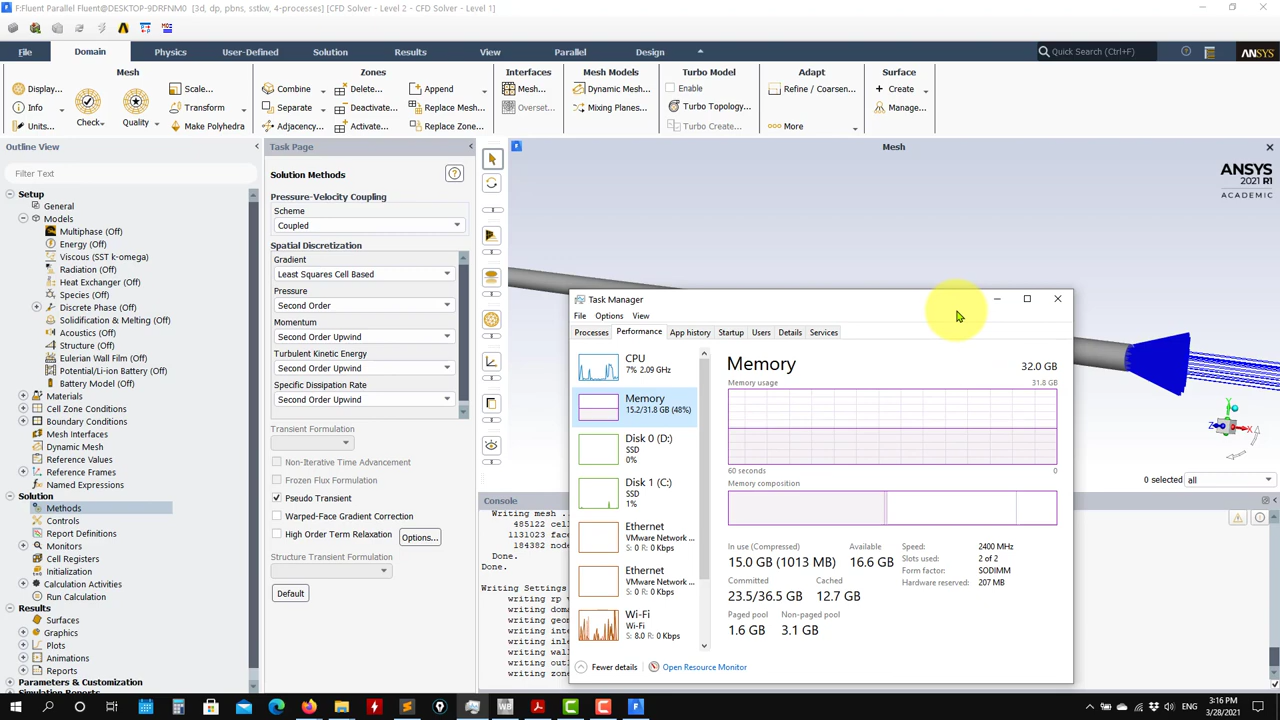 F:Fluent Parallel Fluent@DESKTOP-9DRFNM0 [3d, dp, pbns, sstkw, 4-processes] [CFD Solver - Level 2 - CFD Solver - Level 1]
File Domain Physics User-Defined Solution Results View Parallel Design Quick Search (Ctrl+F) ANSYS
Mesh Zones Interfaces Mesh Models Turbo Model Adapt Surface
Display... Scale... Combine Delete... Append Mesh... Dynamic Mesh... Enable Refine / Coarsen... Create
Info Transform Separate Deactivate... Replace Mesh... Overset... Mixing Planes... Turbo Topology... Manage...
Units... Check Quality Make Polyhedra Adjacency... Activate... Replace Zone... Turbo Create... More
Outline View
Task Page
Mesh
Filter Text
Setup
General
Models
Multiphase (Off)
Energy (Off)
Viscous (SST k-omega)
Radiation (Off)
Heat Exchanger (Off)
Species (Off)
Discrete Phase (Off)
Solidification & Melting (Off)
Acoustics (Off)
Structure (Off)
Eulerian Wall Film (Off)
Potential/Li-ion Battery (Off)
Battery Model (Off)
Materials
Cell Zone Conditions
Boundary Conditions
Mesh Interfaces
Dynamic Mesh
Reference Values
Reference Frames
Named Expressions
Solution
Methods
Controls
Report Definitions
Monitors
Cell Registers
Initialization
Calculation Activities
Run Calculation
Results
Surfaces
Graphics
Plots
Animations
Reports
Parameters & Customization
Simulation Reports
Solution Methods
Pressure-Velocity Coupling
Scheme
Coupled
Spatial Discretization
Gradient
Least Squares Cell Based
Pressure
Second Order
Momentum
Second Order Upwind
Turbulent Kinetic Energy
Second Order Upwind
Specific Dissipation Rate
Second Order Upwind
Transient Formulation
Non-Iterative Time Advancement
Frozen Flux Formulation
Pseudo Transient
Warped-Face Gradient Correction
High Order Term Relaxation Options...
Structure Transient Formulation
Default
ANSYS
2021 R1
ACADEMIC
Y
Z X
0 selected all
Console
Writing mesh ...
485122 cel
1131023 face
184382 node
Done.
Done.
Writing Settings
writing rp
writing doma
writing geom
writing inte
writing inle
writing wall
writing outl
writing zone
Task Manager
File Options View
Processes Performance App history Startup Users Details Services
CPU
7% 2.09 GHz
Memory
15.2/31.8 GB (48%)
Disk 0 (D:)
SSD
0%
Disk 1 (C:)
SSD
1%
Ethernet
VMware Network ...
S: 0 R: 0 Kbps
Ethernet
VMware Network ...
S: 0 R: 0 Kbps
Wi-Fi
Wi-Fi
S: 8.0 R: 0 Kbps
Memory 32.0 GB
Memory usage 31.8 GB
60 seconds 0
Memory composition
In use (Compressed) Available
15.0 GB (1013 MB) 16.6 GB
Committed Cached
23.5/36.5 GB 12.7 GB
Paged pool Non-paged pool
1.6 GB 3.1 GB
Speed: 2400 MHz
Slots used: 2 of 2
Form factor: SODIMM
Hardware reserved: 207 MB
Fewer details Open Resource Monitor
ENG
3:16 PM
3/28/2021